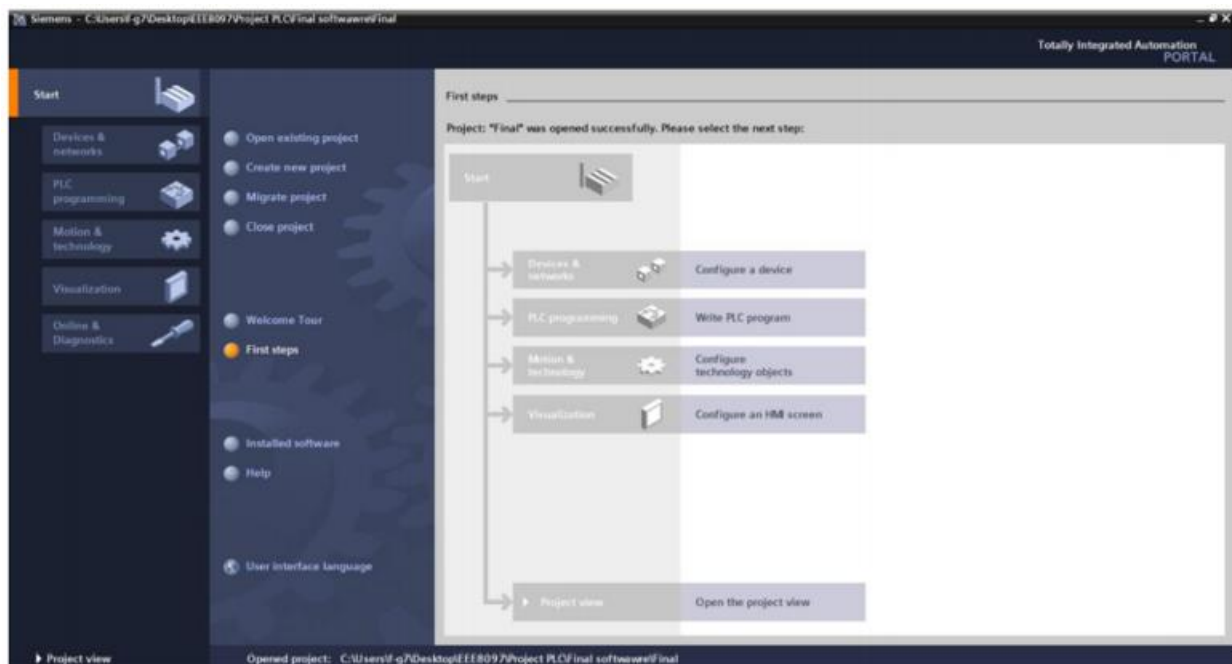 Siemens - C:\Users\f-g7\Desktop\EEE8097\Project PLC\Final softwawre\Final
Totally Integrated Automation
PORTAL
Start
Devices &
networks
PLC
programming
Motion &
technology
Visualization
Online &
Diagnostics
Open existing project
Create new project
Migrate project
Close project
Welcome Tour
First steps
Installed software
Help
User interface language
First steps
Project: "Final" was opened successfully. Please select the next step:
Start
Devices &
networks
Configure a device
PLC programming
Write PLC program
Motion &
technology
Configure
technology objects
Visualization
Configure an HMI screen
Project view
Open the project view
Project view
Opened project: C:\Users\f-g7\Desktop\EEE8097\Project PLC\Final softwawre\Final